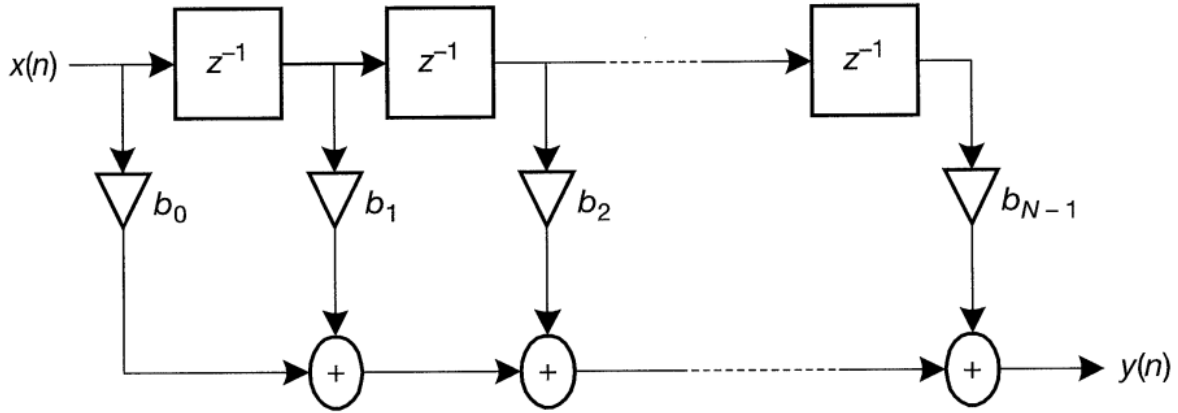 x(n) z⁻¹ z⁻¹ z⁻¹
b₀ b₁ b₂ b_{N – 1}
+ + + y(n)